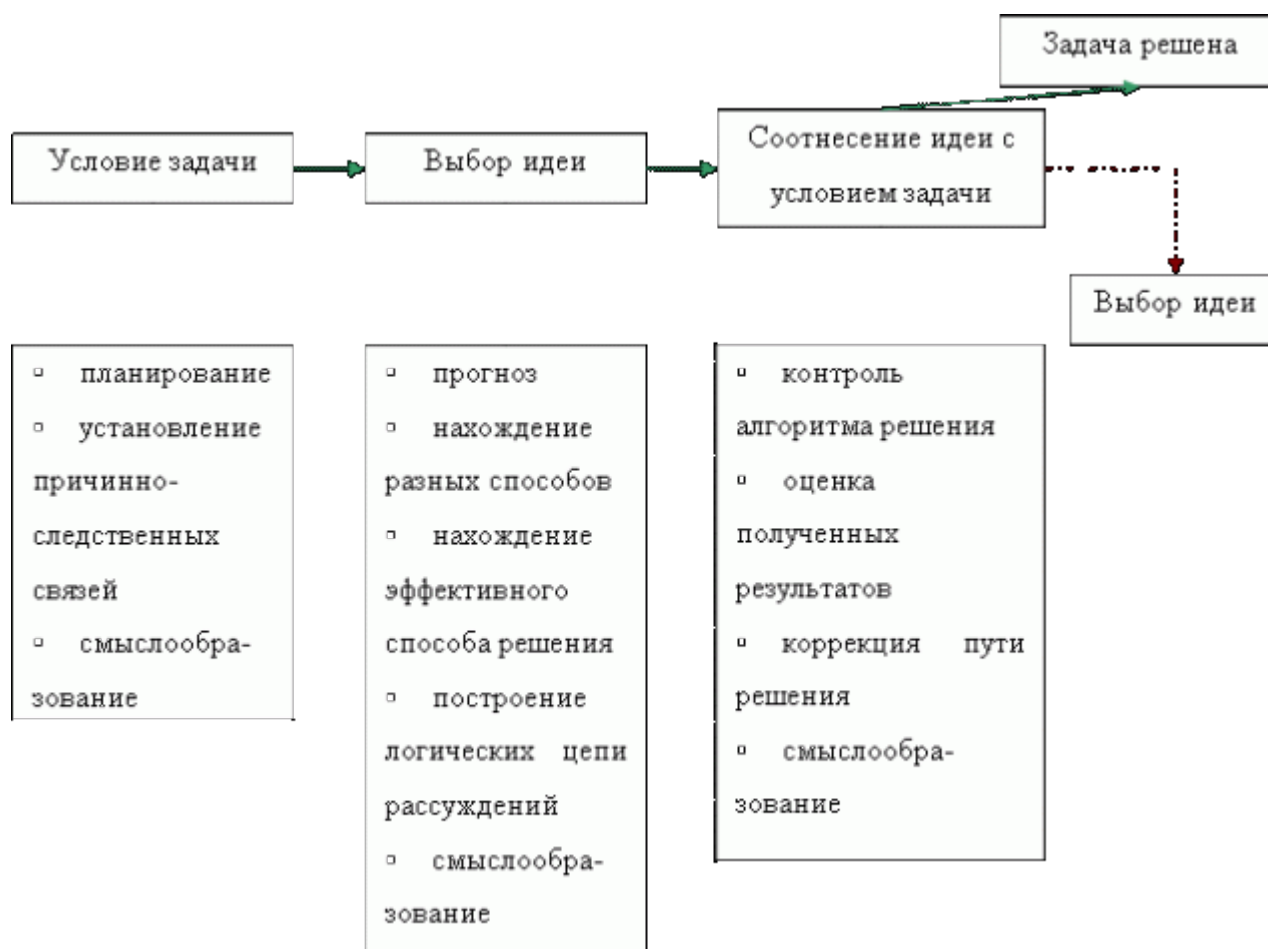 Задача решена
Условие задачи
Выбор идеи
Соотнесение идеи с
условием задачи
Выбор идеи
▫ планирование
▫ установление
причинно-
следственных
связей
▫ смыслообра-
зование
▫ прогноз
▫ нахождение
разных способов
▫ нахождение
эффективного
способа решения
▫ построение
логических цепи
рассуждений
▫ смыслообра-
зование
▫ контроль
алгоритма решения
▫ оценка
полученных
результатов
▫ коррекция пути
решения
▫ смыслообра-
зование